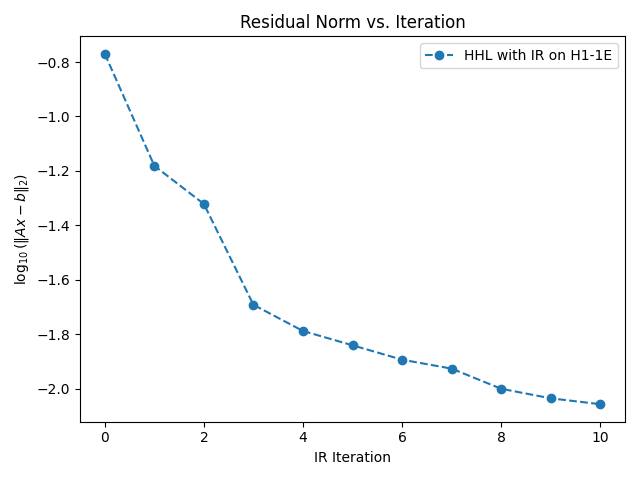 Residual Norm vs. Iteration
HHL with IR on H1-1E
log₁₀(‖Ax − b‖₂)
−0.8
−1.0
−1.2
−1.4
−1.6
−1.8
−2.0
0 2 4 6 8 10
IR Iteration